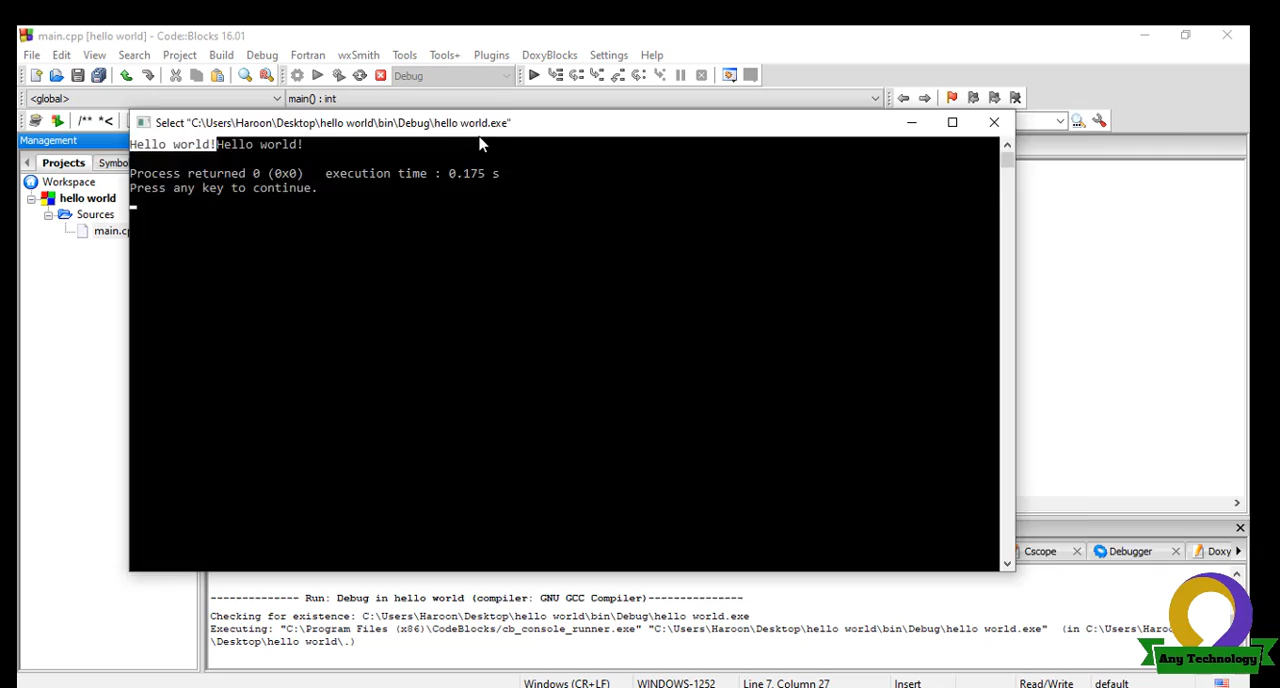 main.cpp [hello world] - Code::Blocks 16.01
File Edit View Search Project Build Debug Fortran wxSmith Tools Tools+ Plugins DoxyBlocks Settings Help
Debug
<global> main() : int
/** *<
Select "C:\Users\Haroon\Desktop\hello world\bin\Debug\hello world.exe"
Management
Hello world!Hello world!
Projects Symbo
Process returned 0 (0x0)   execution time : 0.175 s
Workspace
Press any key to continue.
hello world
Sources
main.cp
Cscope Debugger Doxy
-------------- Run: Debug in hello world (compiler: GNU GCC Compiler)---------------
Checking for existence: C:\Users\Haroon\Desktop\hello world\bin\Debug\hello world.exe
Executing: "C:\Program Files (x86)\CodeBlocks/cb_console_runner.exe" "C:\Users\Haroon\Desktop\hello world\bin\Debug\hello world.exe"  (in C:\Users\Haroo
\Desktop\hello world\.)
Any Technology
Windows (CR+LF) WINDOWS-1252 Line 7, Column 27 Insert Read/Write default